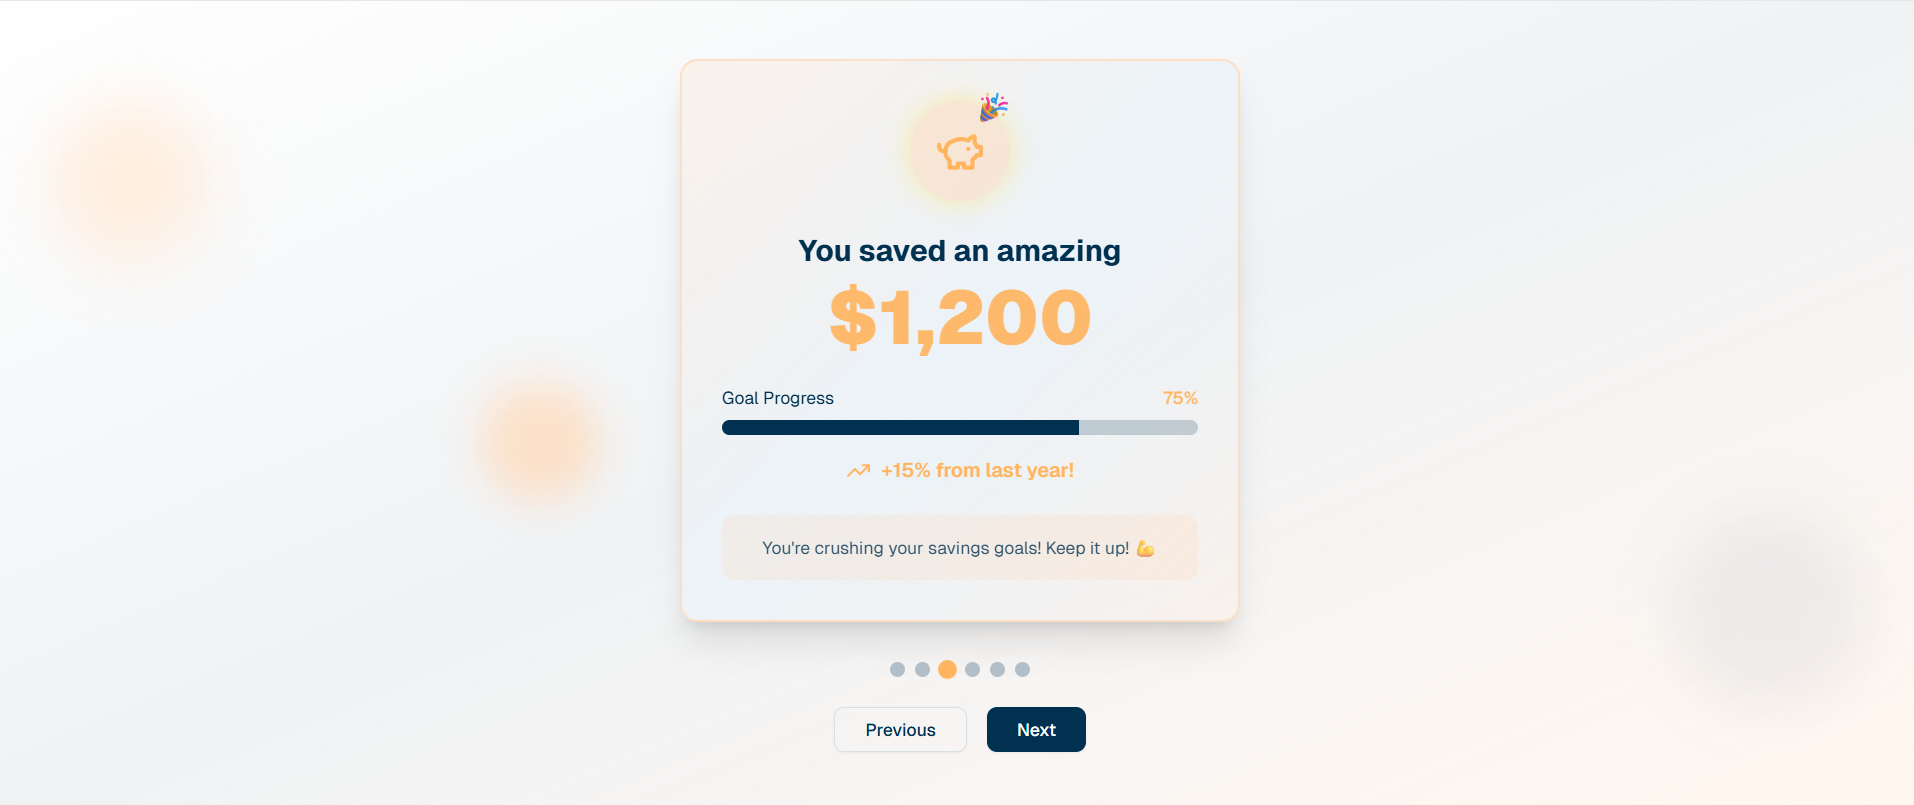 You saved an amazing
$1,200
Goal Progress 75%
+15% from last year!
You're crushing your savings goals! Keep it up! 💪
Previous Next